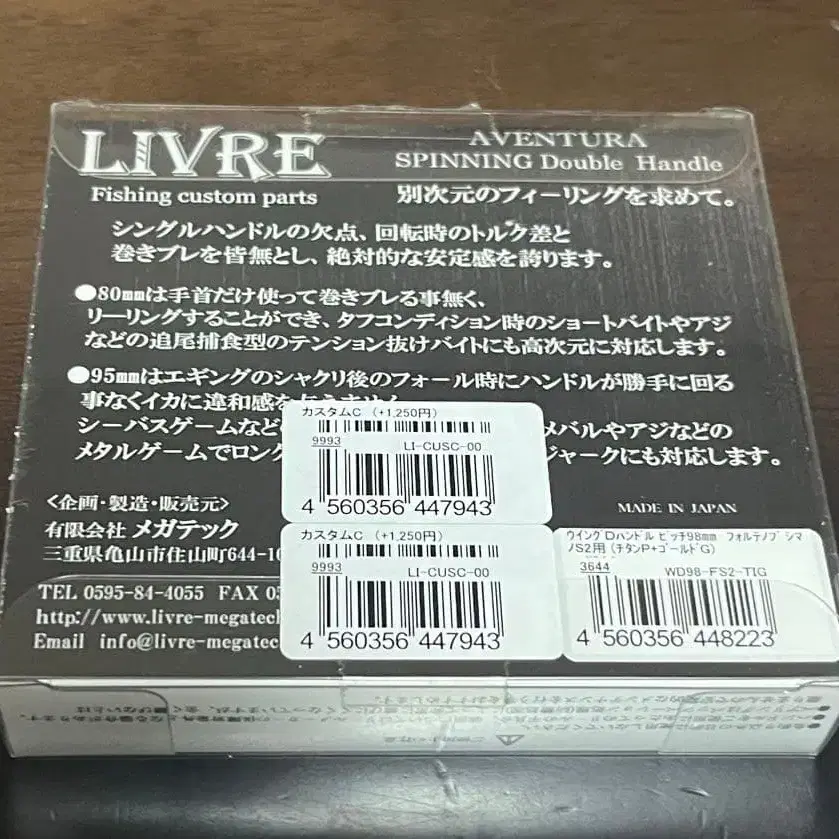 LIVRE
Fishing custom parts
AVENTURA
SPINNING Double Handle
別次元のフィーリングを求めて。
シングルハンドルの欠点、回転時のトルク差と
巻きブレを皆無とし、絶対的な安定感を誇ります。
●80mmは手首だけ使って巻きブレる事無く、
リーリングすることができ、タフコンディション時のショートバイトやアジ
などの追尾捕食型のテンション抜けバイトにも高次元に対応します。
●95mmはエギングのシャクリ後のフォール時にハンドルが勝手に回る
事なくイカに違和感を与えません。
シーバスゲームなど メバルやアジなどの
メタルゲームでロング ジャークにも対応します。
カスタムC (+1,250円)
9993 LI-CUSC-00
4 560356 447943
<企画・製造・販売元>
有限会社 メガテック
三重県亀山市住山町644-10
MADE IN JAPAN
カスタムC (+1,250円)
9993 LI-CUSC-00
4 560356 447943
ウイングDハンドル ピッチ98mm フォルテノブ シマ
ノS2用 (チタンP+ゴールドG)
3644 WD98-FS2-TIG
4 560356 448223
TEL 0595-84-4055 FAX
http://www.livre-megatec
Email info@livre-megatec